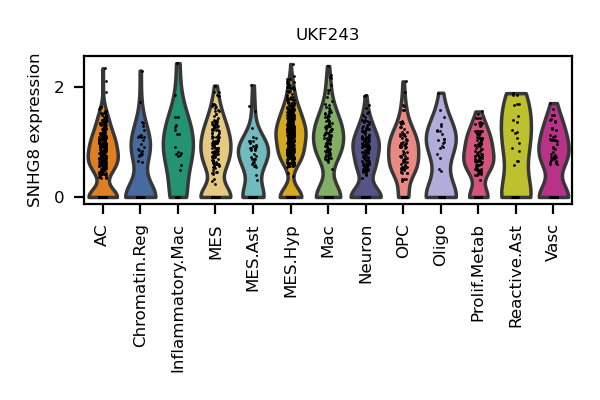 UKF243
SNHG8 expression
2
0
AC
Chromatin.Reg
Inflammatory.Mac
MES
MES.Ast
MES.Hyp
Mac
Neuron
OPC
Oligo
Prolif.Metab
Reactive.Ast
Vasc